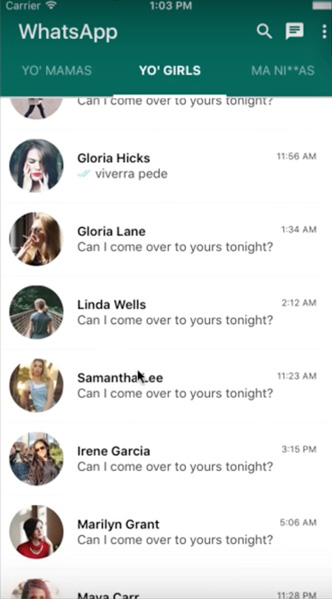 Carrier 1:03 PM
WhatsApp
YO' MAMAS YO' GIRLS MA NI**AS
Can I come over to yours tonight?
Gloria Hicks 11:56 AM
viverra pede
Gloria Lane 1:34 AM
Can I come over to yours tonight?
Linda Wells 2:12 AM
Can I come over to yours tonight?
Samantha Lee 11:23 AM
Can I come over to yours tonight?
Irene Garcia 3:15 PM
Can I come over to yours tonight?
Marilyn Grant 5:06 AM
Can I come over to yours tonight?
Maya Carr 11:28 PM